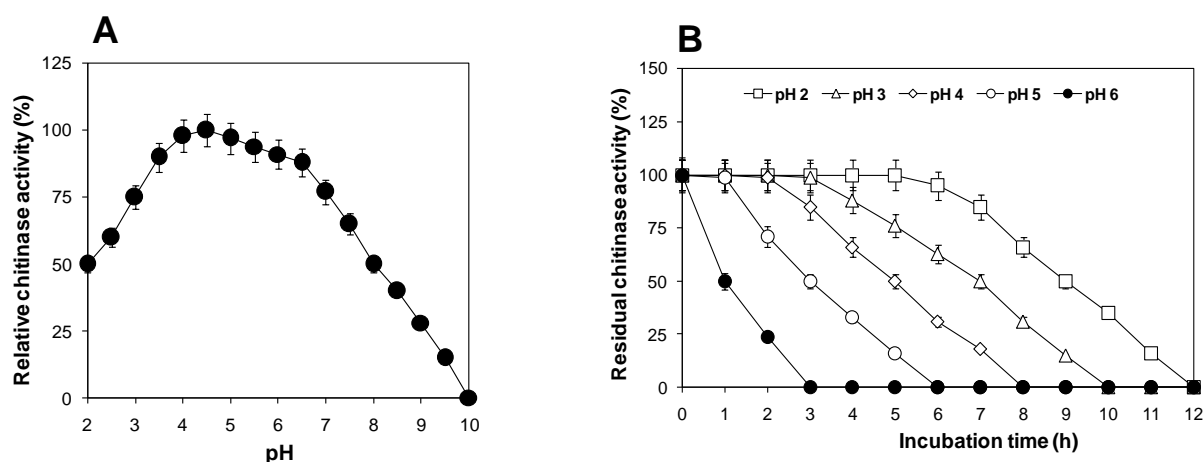 A
Relative chitinase activity (%)
125
100
75
50
25
0
2 3 4 5 6 7 8 9 10
pH
B
Residual chitinase activity (%)
pH 2 pH 3 pH 4 pH 5 pH 6
150
125
100
75
50
25
0
0 1 2 3 4 5 6 7 8 9 10 11 12
Incubation time (h)